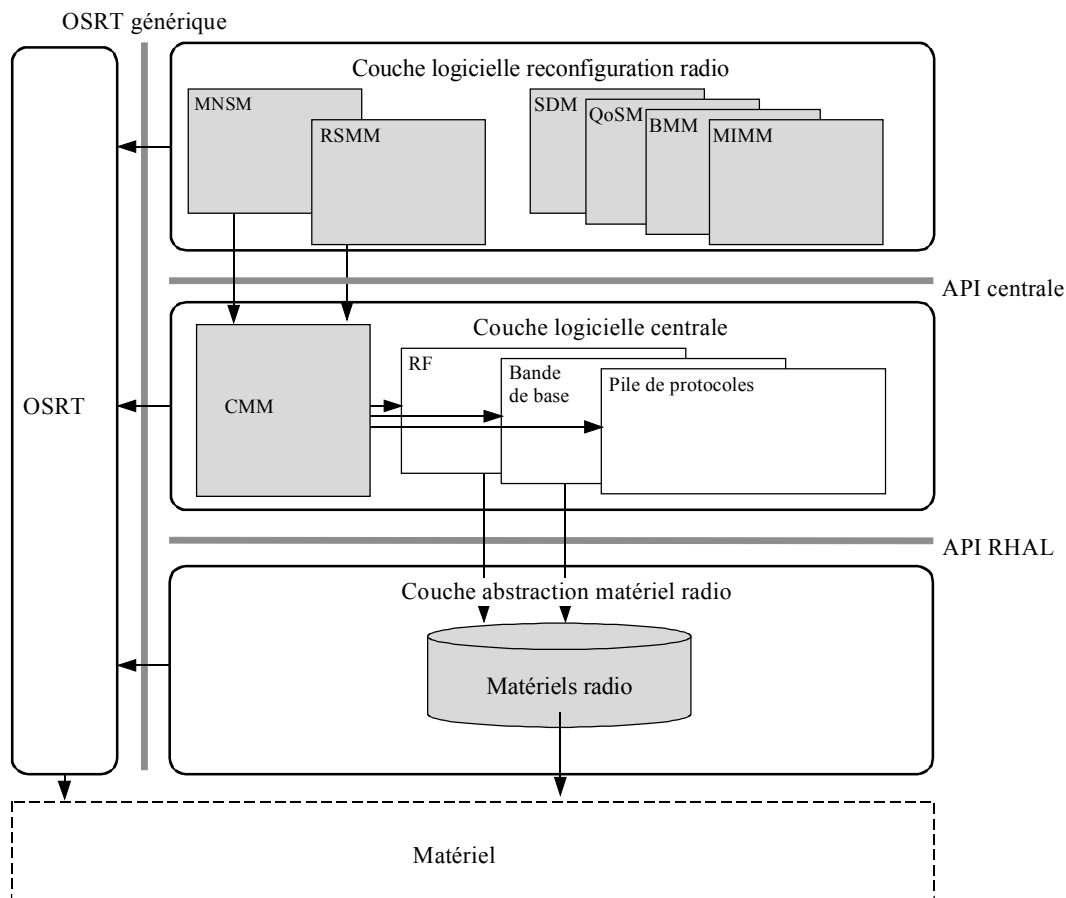 OSRT générique
Couche logicielle reconfiguration radio
MNSM
RSMM
SDM
QoSM
BMM
MIMM
API centrale
Couche logicielle centrale
OSRT
CMM
RF
Bande
de base
Pile de protocoles
API RHAL
Couche abstraction matériel radio
Matériels radio
Matériel